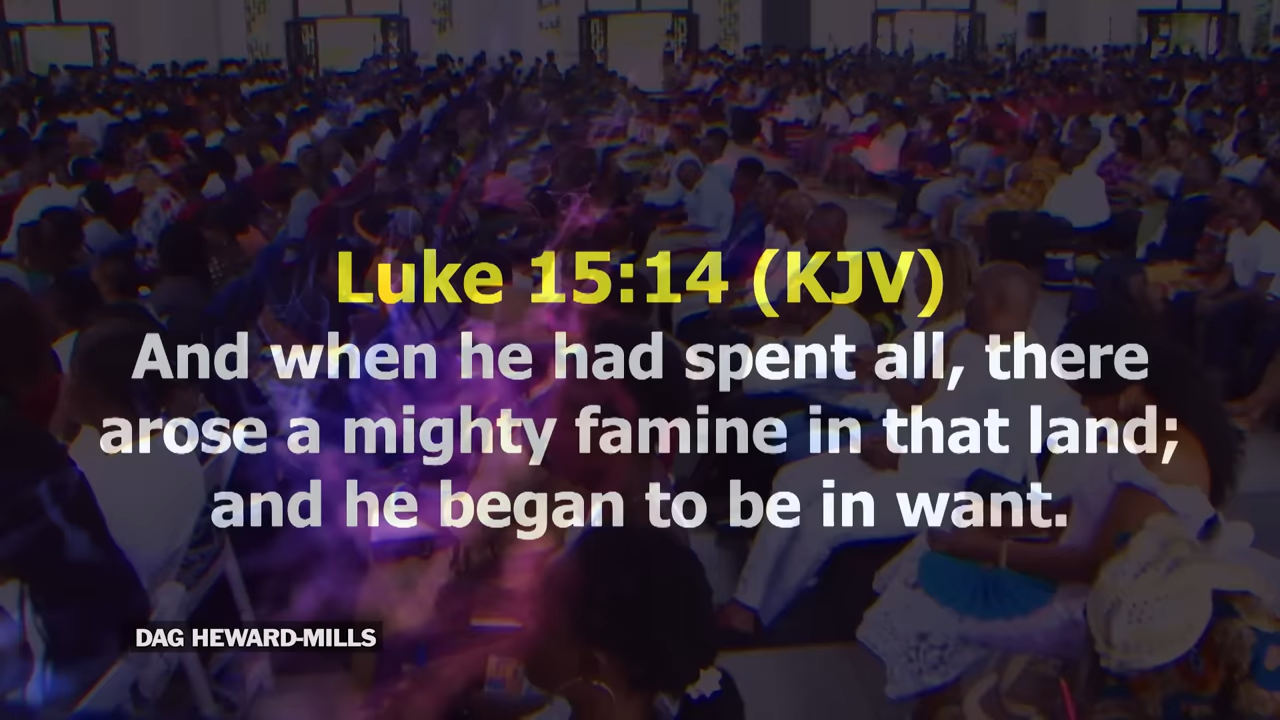 Luke 15:14 (KJV)
And when he had spent all, there
arose a mighty famine in that land;
and he began to be in want.
DAG HEWARD-MILLS